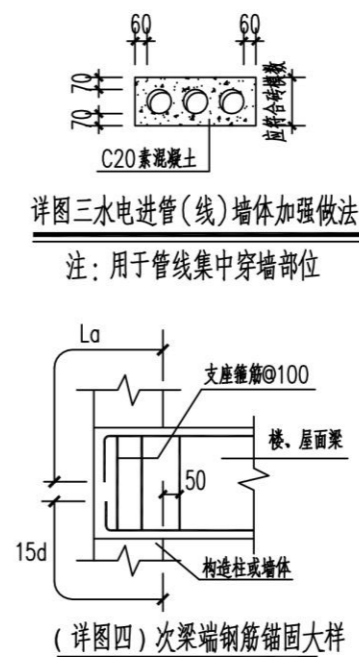 60 60
70
70
应符合砖模数
C20素混凝土
详图三水电进管(线)墙体加强做法
注: 用于管线集中穿墙部位
La
支座箍筋@100
楼、屋面梁
50
15d
构造柱或墙体
(详图四)次梁端钢筋锚固大样